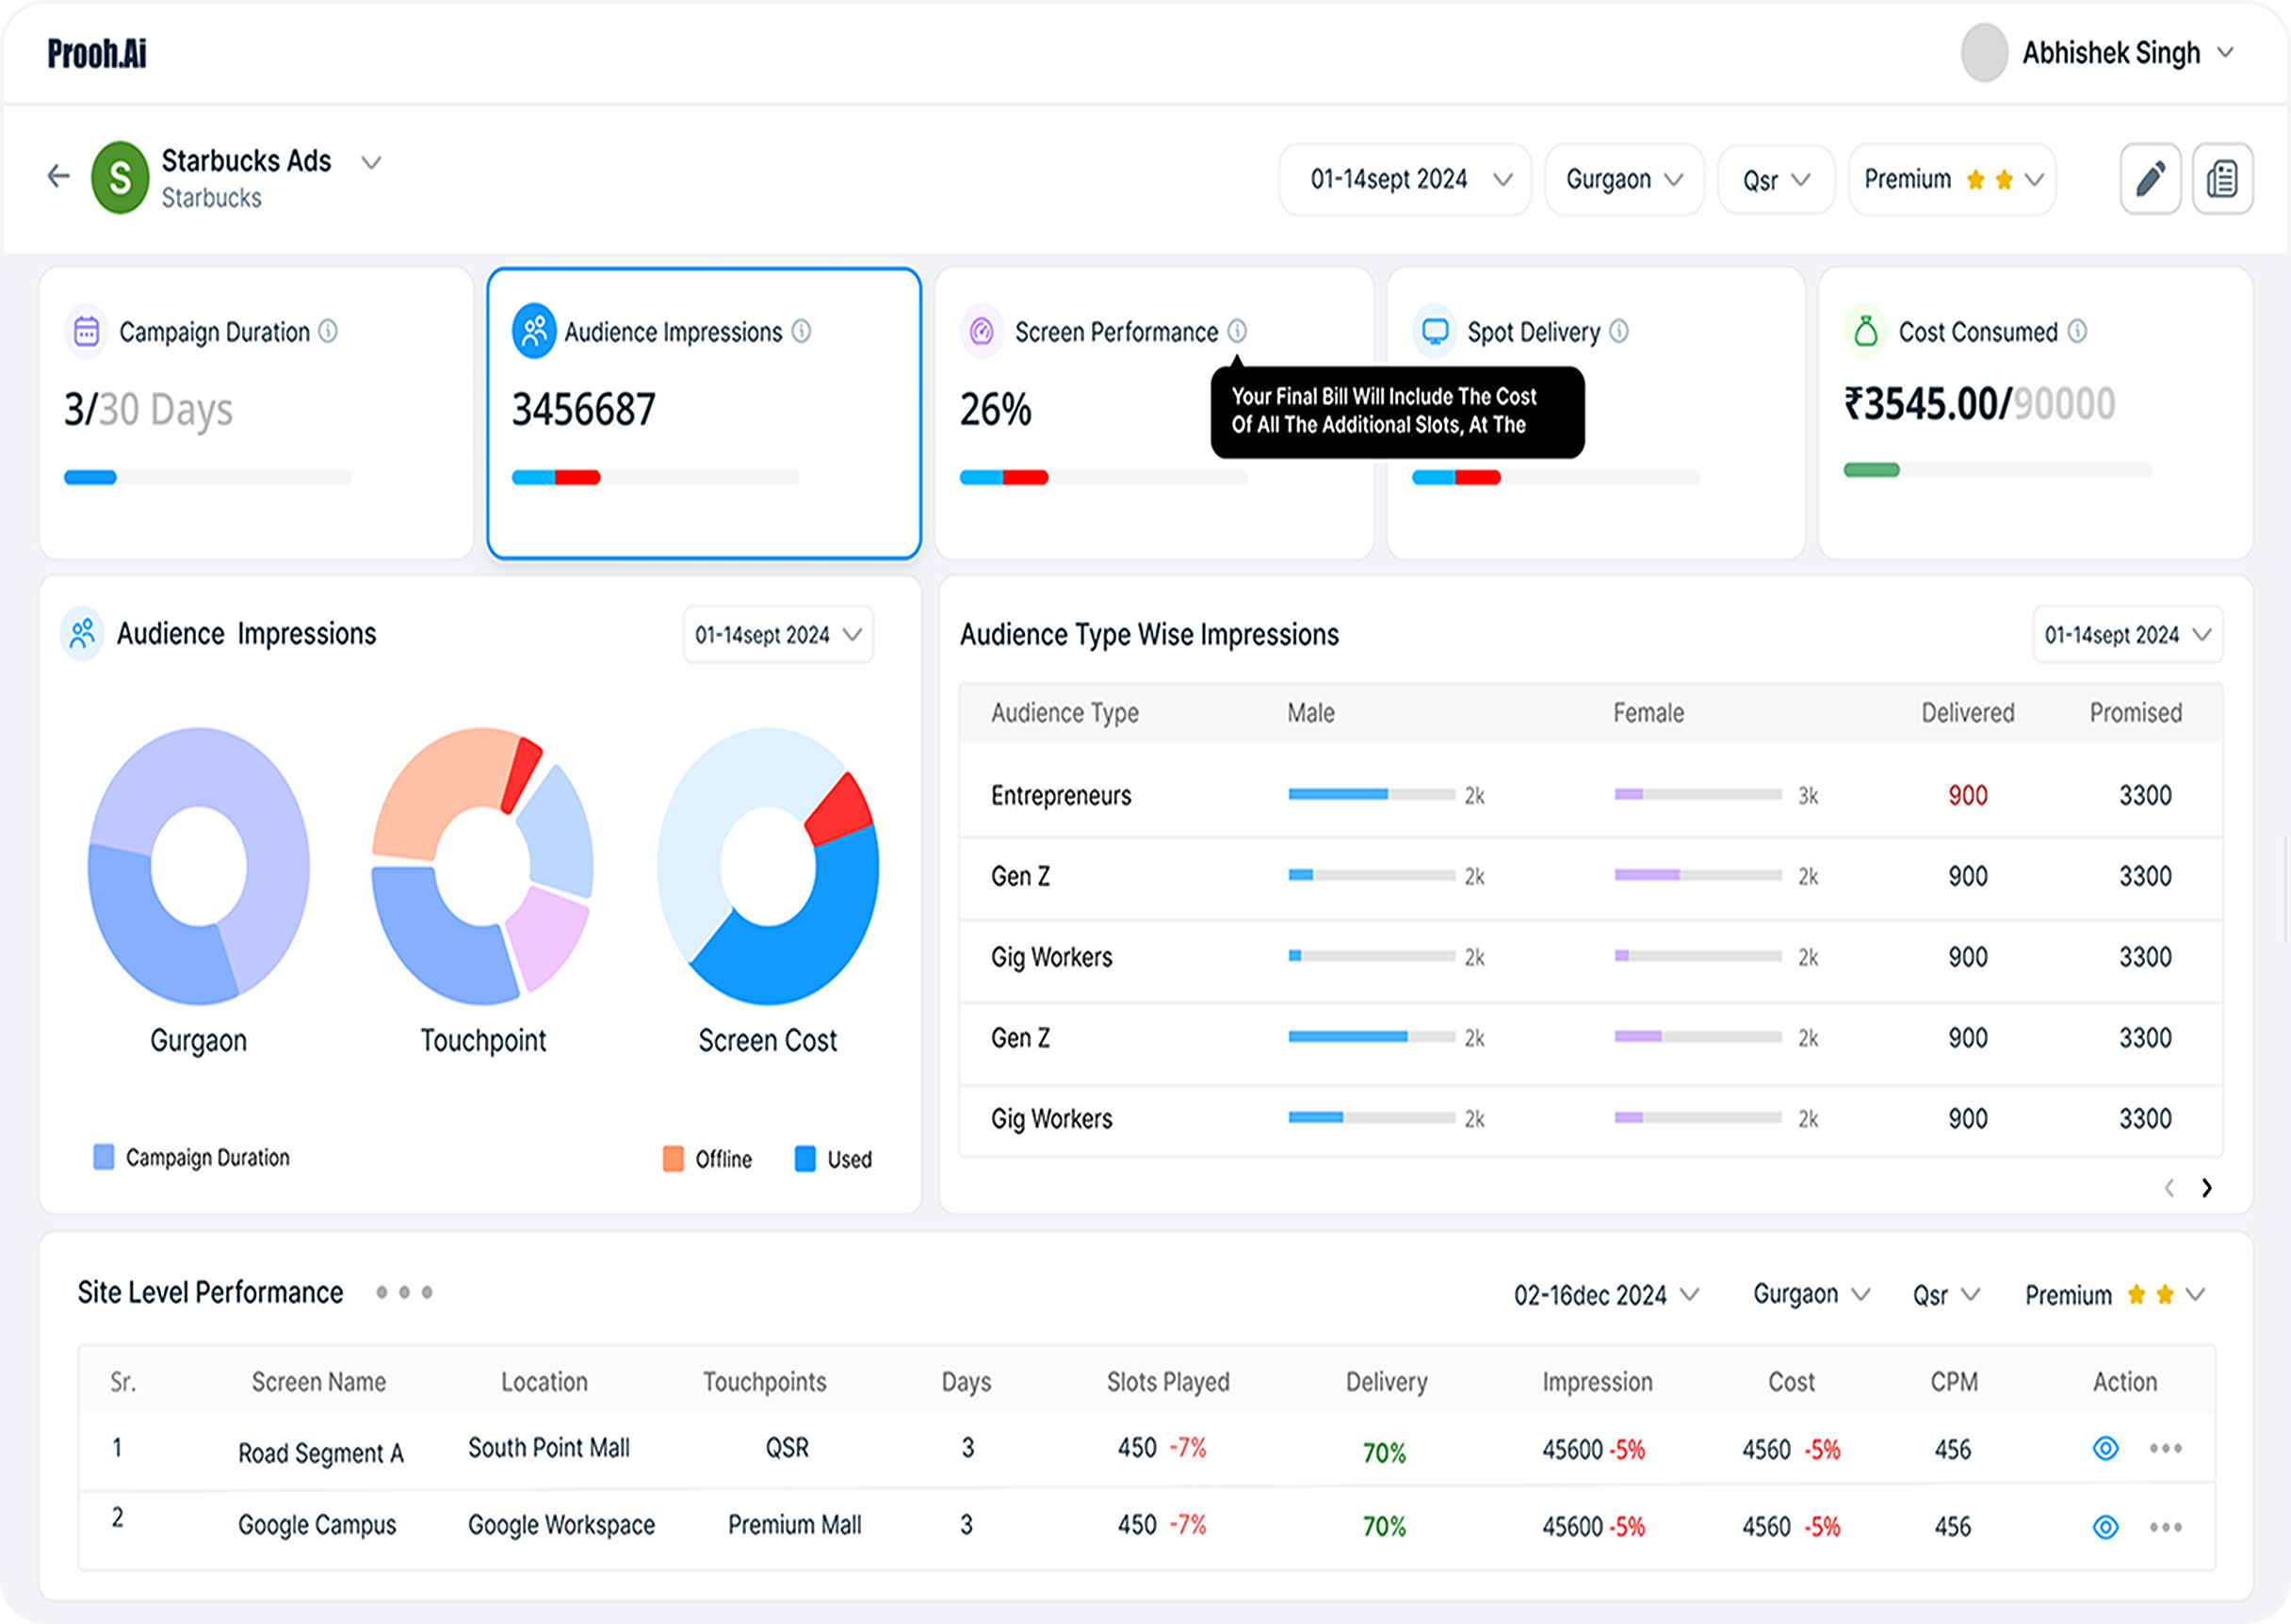 Prooh.Ai
Abhishek Singh
S
Starbucks Ads
Starbucks
01-14sept 2024
Gurgaon
Qsr
Premium
Campaign Duration
3/30 Days
Audience Impressions
3456687
Screen Performance
26%
Your Final Bill Will Include The Cost
Of All The Additional Slots, At The
Spot Delivery
Cost Consumed
₹3545.00/90000
Audience Impressions
01-14sept 2024
Gurgaon
Touchpoint
Screen Cost
Campaign Duration
Offline
Used
Audience Type Wise Impressions
01-14sept 2024
Audience Type Male Female Delivered Promised
Entrepreneurs 2k 3k 900 3300
Gen Z 2k 2k 900 3300
Gig Workers 2k 2k 900 3300
Gen Z 2k 2k 900 3300
Gig Workers 2k 2k 900 3300
Site Level Performance
02-16dec 2024
Gurgaon
Qsr
Premium
Sr. Screen Name Location Touchpoints Days Slots Played Delivery Impression Cost CPM Action
1 Road Segment A South Point Mall QSR 3 450 -7% 70% 45600 -5% 4560 -5% 456
2 Google Campus Google Workspace Premium Mall 3 450 -7% 70% 45600 -5% 4560 -5% 456